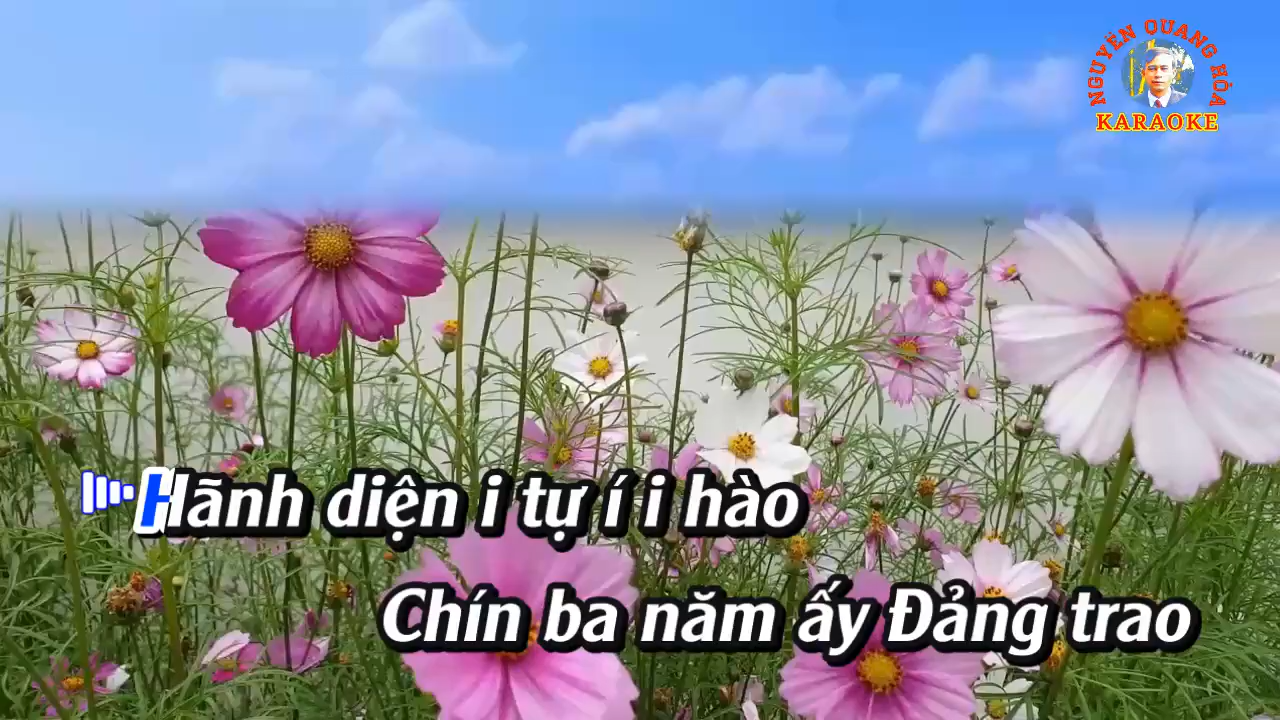 NGUYỄN QUANG HÒA
KARAOKE
Hãnh diện i tự í i hào
Chín ba năm ấy Đảng trao